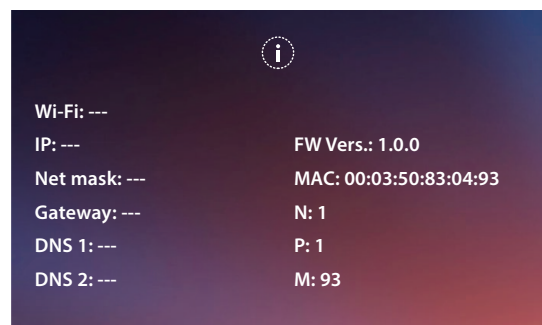 Wi-Fi: ---
IP: ---
Net mask: ---
Gateway: ---
DNS 1: ---
DNS 2: ---
FW Vers.: 1.0.0
MAC: 00:03:50:83:04:93
N: 1
P: 1
M: 93